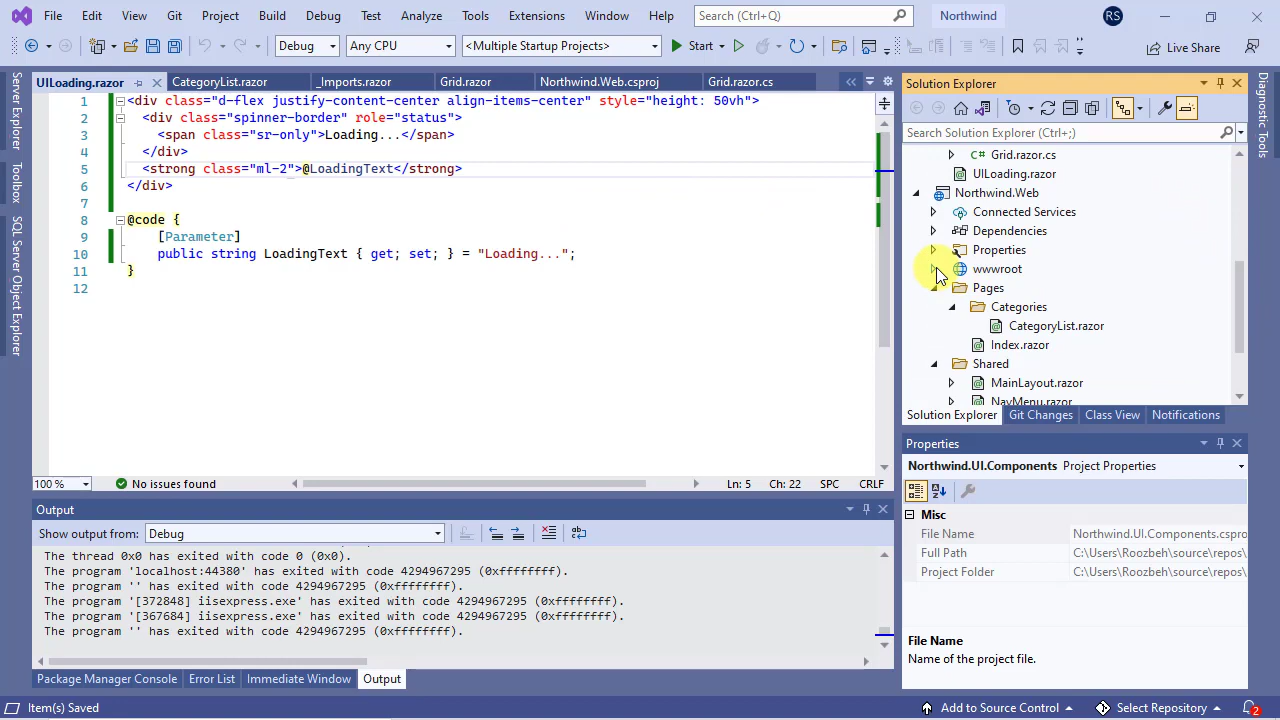 File Edit View Git Project Build Debug Test Analyze Tools Extensions Window Help Search (Ctrl+Q) Northwind RS
Debug Any CPU <Multiple Startup Projects> Start Live Share
Server Explorer
Toolbox
SQL Server Object Explorer
UILoading.razor CategoryList.razor _Imports.razor Grid.razor Northwind.Web.csproj Grid.razor.cs
1 <div class="d-flex justify-content-center align-items-center" style="height: 50vh">
2 <div class="spinner-border" role="status">
3 <span class="sr-only">Loading...</span>
4 </div>
5 <strong class="ml-2">@LoadingText</strong>
6 </div>
7
8 @code {
9 [Parameter]
10 public string LoadingText { get; set; } = "Loading...";
11 }
12
100 % No issues found Ln: 5 Ch: 22 SPC CRLF
Output
Show output from: Debug
The thread 0x0 has exited with code 0 (0x0).
The program 'localhost:44380' has exited with code 4294967295 (0xffffffff).
The program '' has exited with code 4294967295 (0xffffffff).
The program '[372848] iisexpress.exe' has exited with code 4294967295 (0xffffffff).
The program '[367684] iisexpress.exe' has exited with code 4294967295 (0xffffffff).
The program '' has exited with code 4294967295 (0xffffffff).
Package Manager Console Error List Immediate Window Output
Solution Explorer
Search Solution Explorer (Ctrl+;)
C# Grid.razor.cs
UILoading.razor
Northwind.Web
Connected Services
Dependencies
Properties
wwwroot
Pages
Categories
CategoryList.razor
Index.razor
Shared
MainLayout.razor
NavMenu.razor
Solution Explorer Git Changes Class View Notifications
Properties
Northwind.UI.Components Project Properties
Misc
File Name Northwind.UI.Components.cspro
Full Path C:\Users\Roozbeh\source\repos\
Project Folder C:\Users\Roozbeh\source\repos\
File Name
Name of the project file.
Diagnostic Tools
Item(s) Saved Add to Source Control Select Repository 2